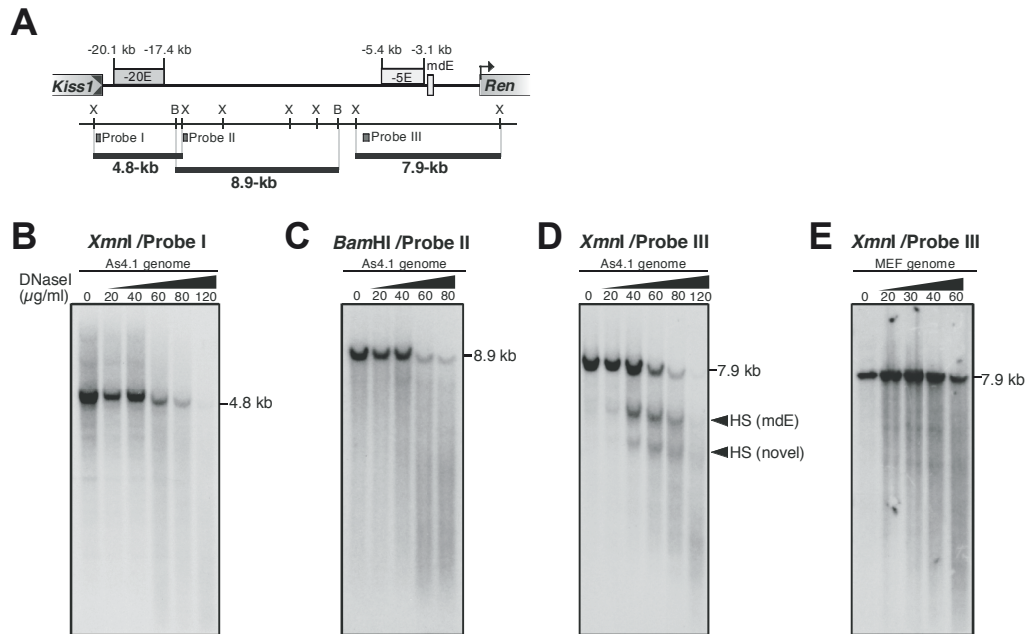 A
-20.1 kb -17.4 kb
-5.4 kb -3.1 kb
mdE
-20E
-5E
Kiss1
Ren
X BX X X X B X X
Probe I Probe II Probe III
4.8-kb
8.9-kb
7.9-kb
B
XmnI /Probe I
As4.1 genome
DNaseI
(µg/ml)
0 20 40 60 80 120
4.8 kb
C
BamHI /Probe II
As4.1 genome
0 20 40 60 80
8.9 kb
D
XmnI /Probe III
As4.1 genome
0 20 40 60 80 120
7.9 kb
HS (mdE)
HS (novel)
E
XmnI /Probe III
MEF genome
0 20 30 40 60
7.9 kb